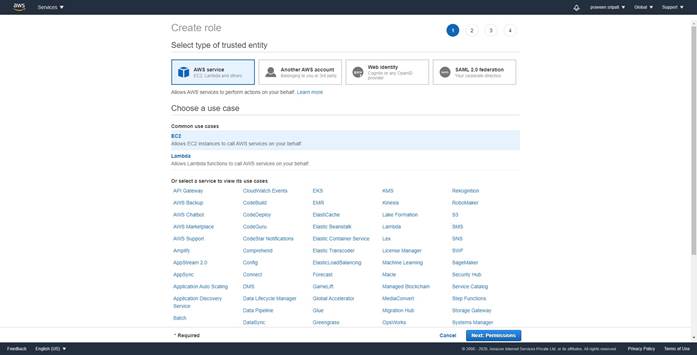 aws
Services
praveen sripati
Global
Support
Create role
1
2
3
4
Select type of trusted entity
AWS service
EC2, Lambda and others
Another AWS account
Belonging to you or 3rd party
Web identity
Cognito or any OpenID
provider
SAML 2.0 federation
Your corporate directory
Allows AWS services to perform actions on your behalf. Learn more
Choose a use case
Common use cases
EC2
Allows EC2 instances to call AWS services on your behalf.
Lambda
Allows Lambda functions to call AWS services on your behalf.
Or select a service to view its use cases
API Gateway CloudWatch Events EKS KMS Rekognition
AWS Backup CodeBuild EMR Kinesis RoboMaker
AWS Chatbot CodeDeploy ElastiCache Lake Formation S3
AWS Marketplace CodeGuru Elastic Beanstalk Lambda SMS
AWS Support CodeStar Notifications Elastic Container Service Lex SNS
Amplify Comprehend Elastic Transcoder License Manager SWF
AppStream 2.0 Config ElasticLoadBalancing Machine Learning SageMaker
AppSync Connect Forecast Macie Security Hub
Application Auto Scaling DMS GameLift Managed Blockchain Service Catalog
Application Discovery Data Lifecycle Manager Global Accelerator MediaConvert Step Functions
Service Data Pipeline Glue Migration Hub Storage Gateway
Batch DataSync Greengrass OpsWorks Systems Manager
* Required
Cancel
Next: Permissions
Feedback
English (US)
© 2008 - 2020, Amazon Internet Services Private Ltd. or its affiliates. All rights reserved.
Privacy Policy
Terms of Use